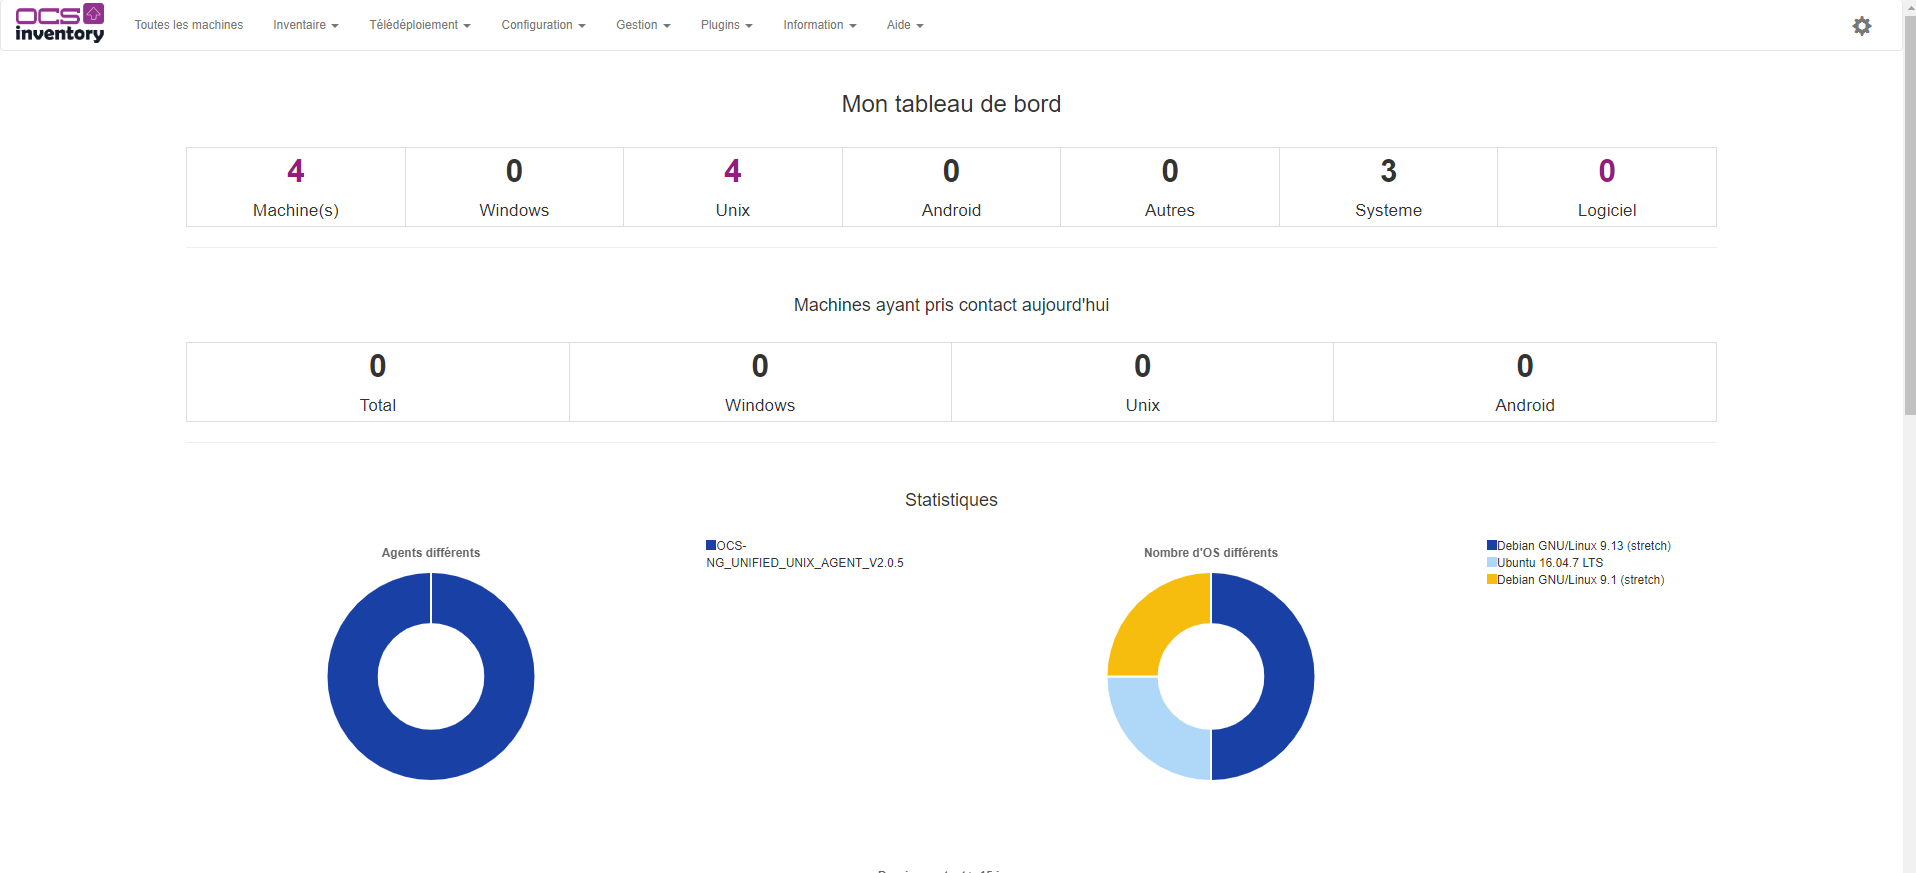 OCS
inventory
Toutes les machines Inventaire Télédéploiement Configuration Gestion Plugins Information Aide
Mon tableau de bord
4 0 4 0 0 3 0
Machine(s) Windows Unix Android Autres Systeme Logiciel
Machines ayant pris contact aujourd'hui
0 0 0 0
Total Windows Unix Android
Statistiques
Agents différents
OCS-
NG_UNIFIED_UNIX_AGENT_V2.0.5
Nombre d'OS différents
Debian GNU/Linux 9.13 (stretch)
Ubuntu 16.04.7 LTS
Debian GNU/Linux 9.1 (stretch)